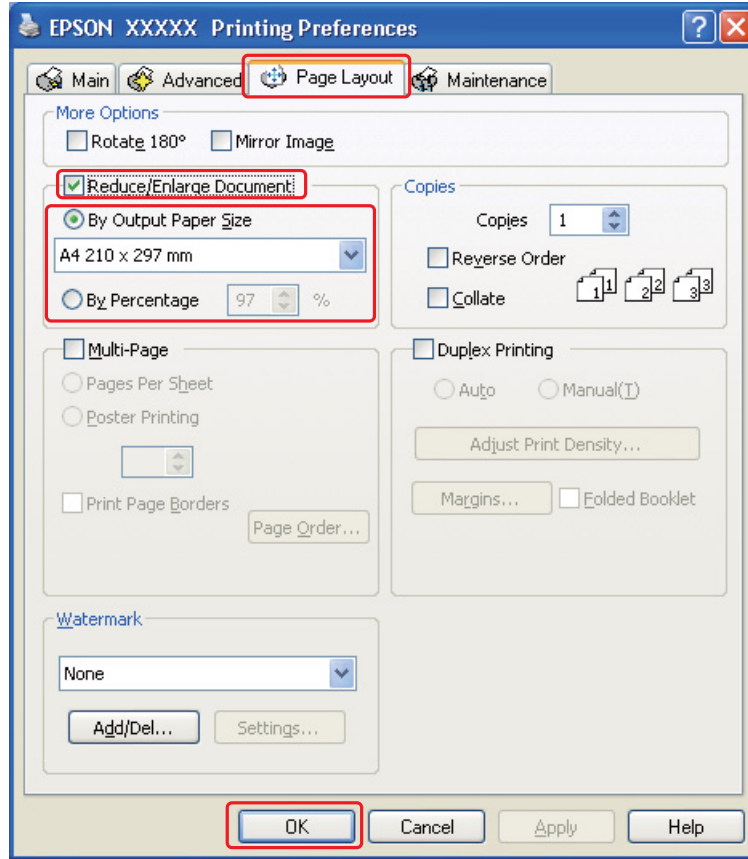 EPSON XXXXX Printing Preferences
Main Advanced Page Layout Maintenance
More Options
Rotate 180° Mirror Image
Reduce/Enlarge Document
By Output Paper Size
A4 210 x 297 mm
By Percentage 97 %
Copies
Copies 1
Reverse Order
Collate
1 1 2 2 3 3
Multi-Page
Pages Per Sheet
Poster Printing
Print Page Borders
Page Order...
Duplex Printing
Auto Manual(T)
Adjust Print Density...
Margins... Folded Booklet
Watermark
None
Add/Del... Settings...
OK Cancel Apply Help